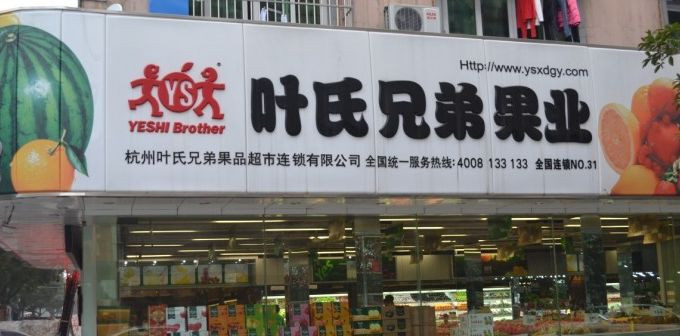 Http://www.ysxdgy.com
YS
YESHI Brother
叶氏兄弟果业
杭州叶氏兄弟果品超市连锁有限公司 全国统一服务热线: 4008 133 133 全国连锁NO.31